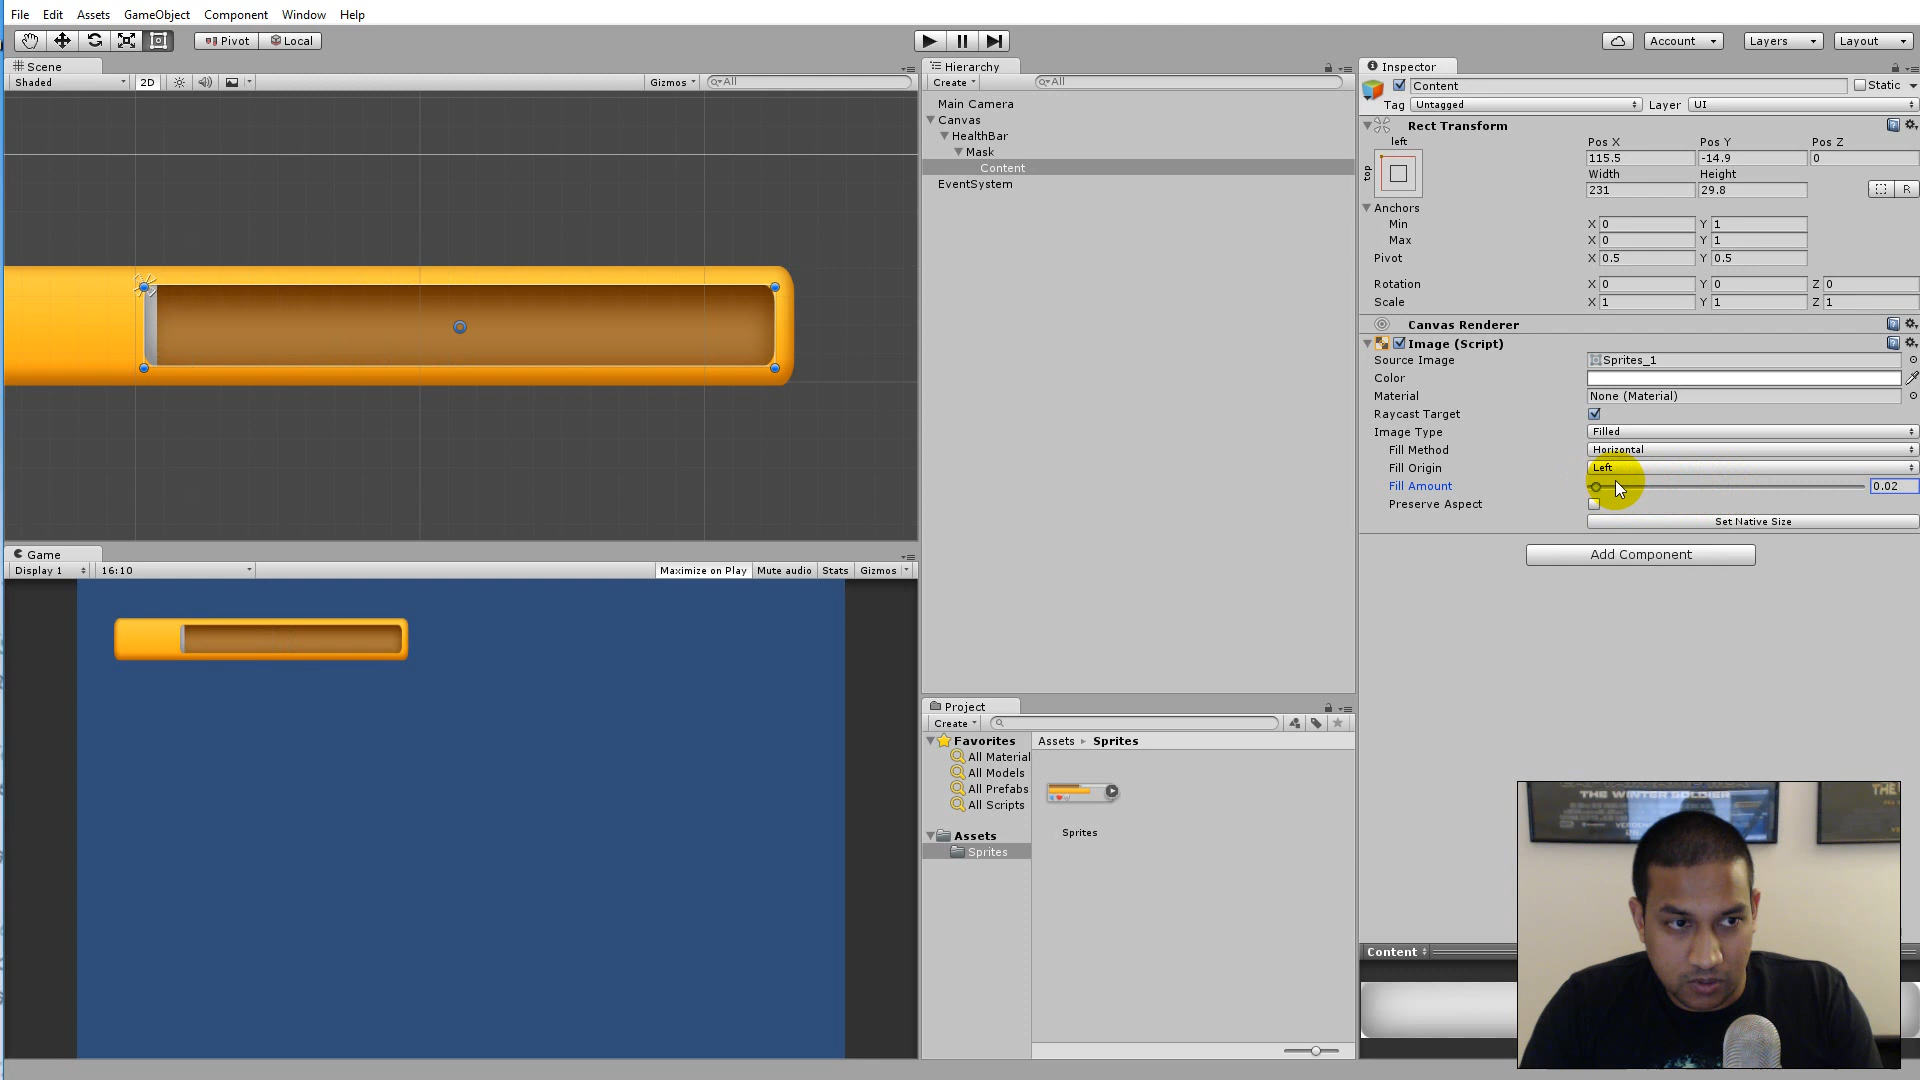 File Edit Assets GameObject Component Window Help
Pivot Local
Account Layers Layout
Scene
Shaded 2D Gizmos All
Hierarchy
Create All
Main Camera
Canvas
HealthBar
Mask
Content
EventSystem
Inspector
Content Static
Tag Untagged Layer UI
Rect Transform
left Pos X Pos Y Pos Z
top 115.5 -14.9 0
Width Height
231 29.8 R
Anchors
Min X 0 Y 1
Max X 0 Y 1
Pivot X 0.5 Y 0.5
Rotation X 0 Y 0 Z 0
Scale X 1 Y 1 Z 1
Canvas Renderer
Image (Script)
Source Image Sprites_1
Color
Material None (Material)
Raycast Target
Image Type Filled
Fill Method Horizontal
Fill Origin Left
Fill Amount 0.02
Preserve Aspect
Set Native Size
Add Component
Game
Display 1 16:10 Maximize on Play Mute audio Stats Gizmos
Project
Create
Favorites
All Material
All Models
All Prefabs
All Scripts
Assets
Sprites
Assets Sprites
Sprites
Content
THE WINTER SOLDIER